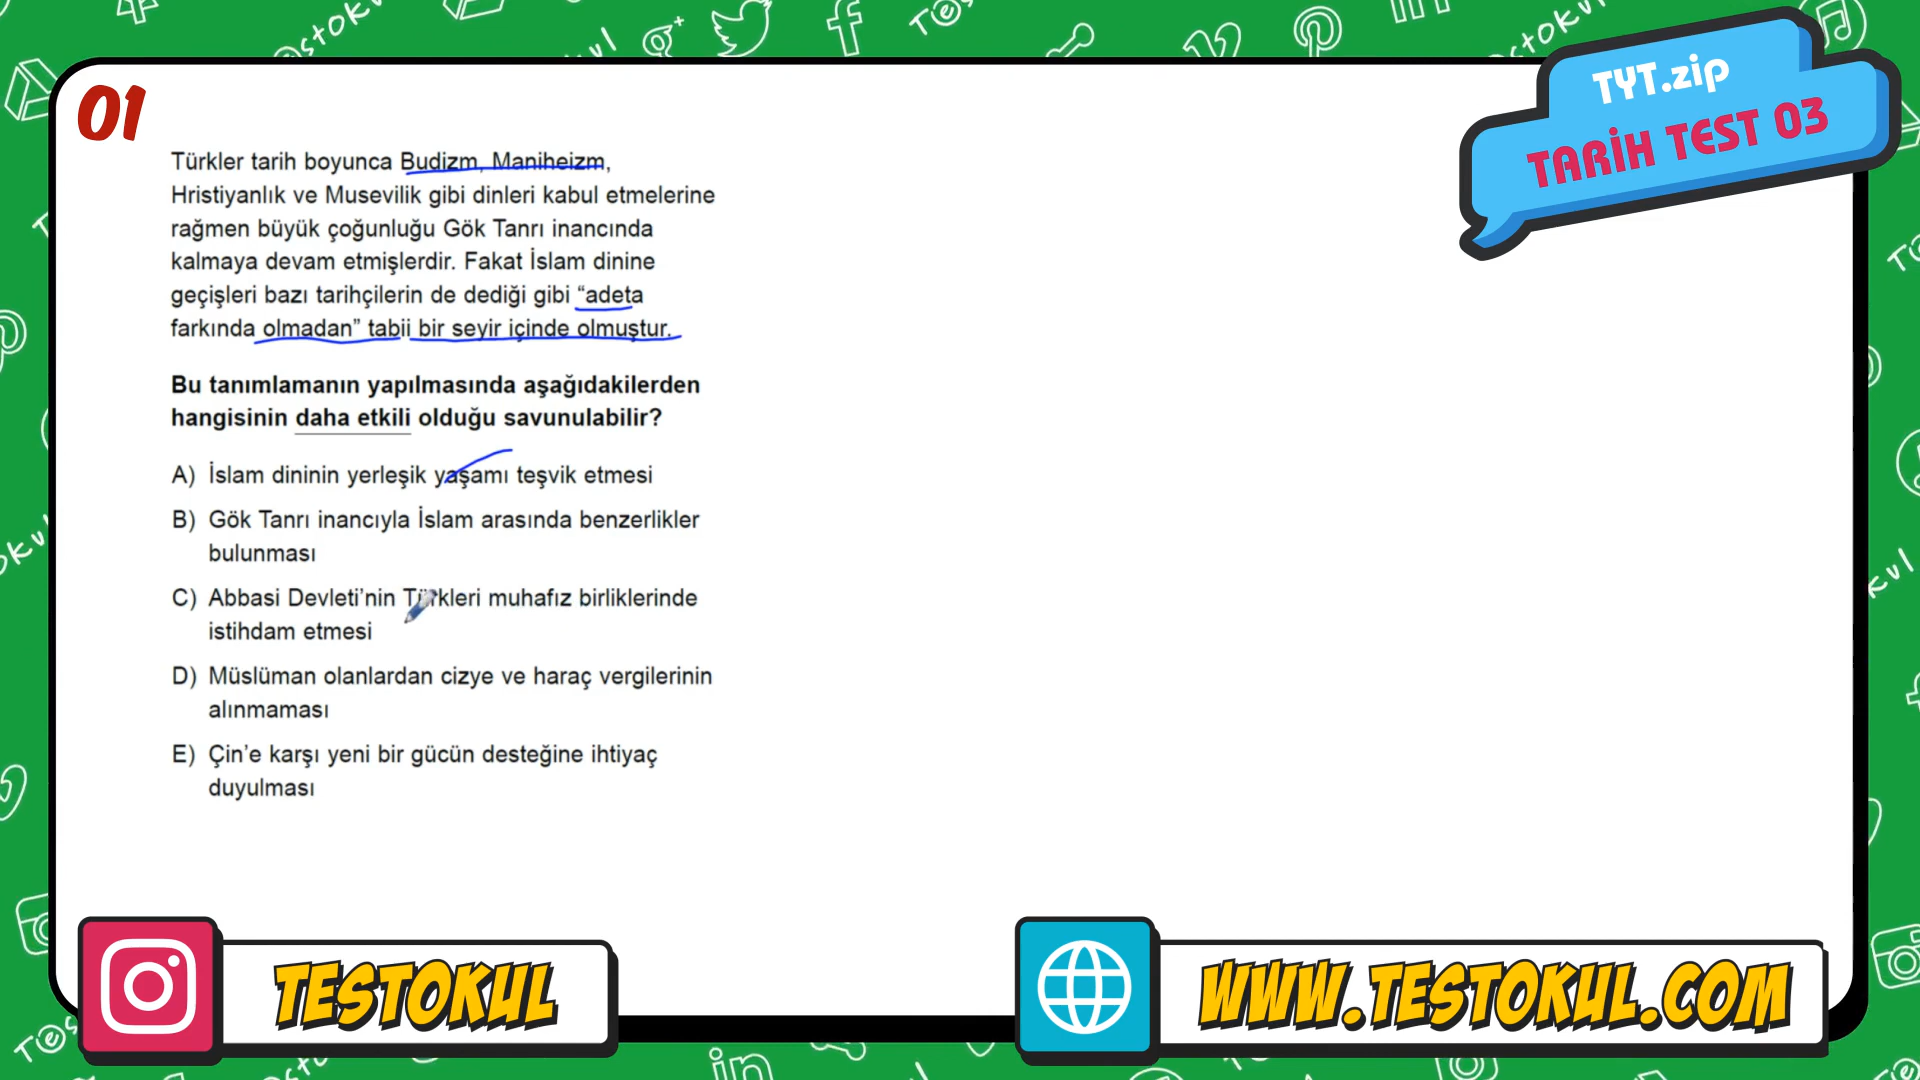 01
TYT.zip
TARİH TEST 03
Türkler tarih boyunca Budizm, Maniheizm,
Hristiyanlık ve Musevilik gibi dinleri kabul etmelerine
rağmen büyük çoğunluğu Gök Tanrı inancında
kalmaya devam etmişlerdir. Fakat İslam dinine
geçişleri bazı tarihçilerin de dediği gibi “adeta
farkında olmadan” tabii bir seyir içinde olmuştur.
Bu tanımlamanın yapılmasında aşağıdakilerden
hangisinin daha etkili olduğu savunulabilir?
A) İslam dininin yerleşik yaşamı teşvik etmesi
B) Gök Tanrı inancıyla İslam arasında benzerlikler
bulunması
C) Abbasi Devleti’nin Türkleri muhafız birliklerinde
istihdam etmesi
D) Müslüman olanlardan cizye ve haraç vergilerinin
alınmaması
E) Çin’e karşı yeni bir gücün desteğine ihtiyaç
duyulması
TESTOKUL
WWW.TESTOKUL.COM